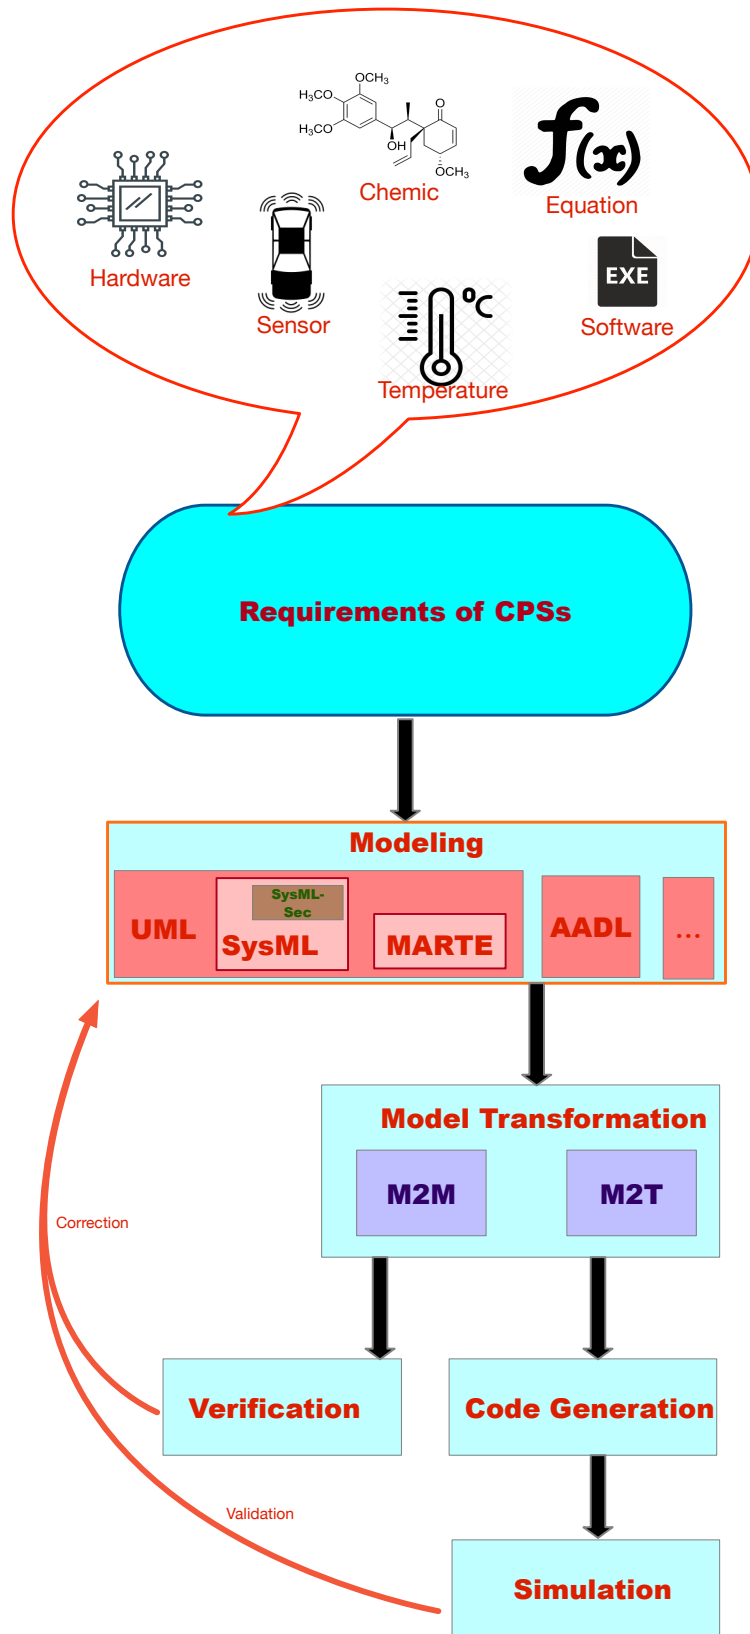 OCH₃
H₃CO
H₃CO
OCH₃
OH
O
OCH₃
Chemic
f(x)
Equation
Hardware
Sensor
°C
Temperature
EXE
Software
Requirements of CPSs
Modeling
UML
SysML-
Sec
SysML
MARTE
AADL
...
Model Transformation
M2M
M2T
Correction
Verification
Code Generation
Validation
Simulation